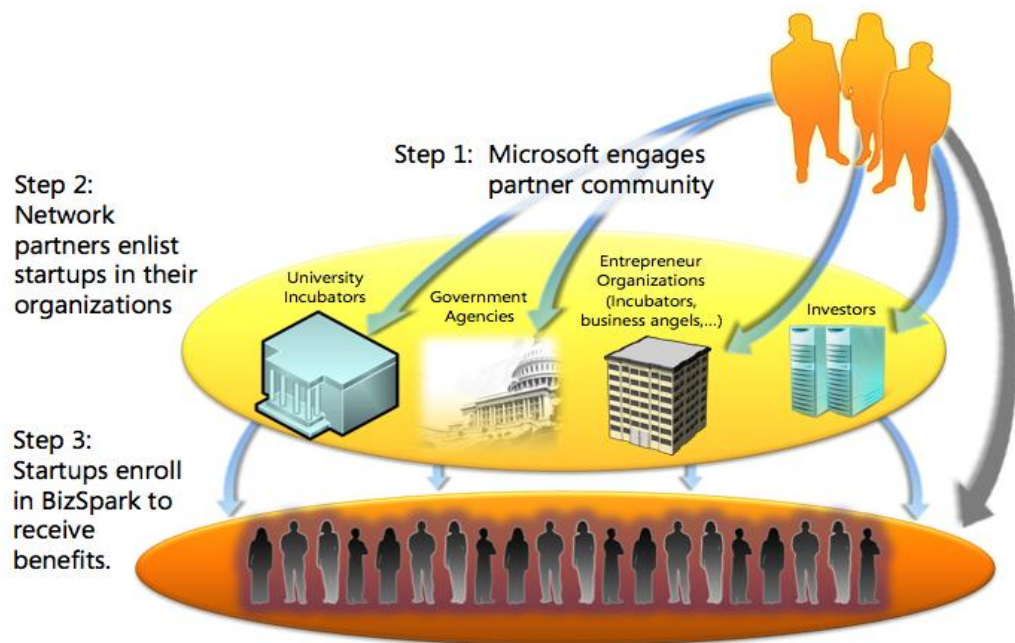 Step 1: Microsoft engages
partner community
Step 2:
Network
partners enlist
startups in their
organizations
University
Incubators
Government
Agencies
Entrepreneur
Organizations
(Incubators,
business angels,...)
Investors
Step 3:
Startups enroll
in BizSpark to
receive
benefits.